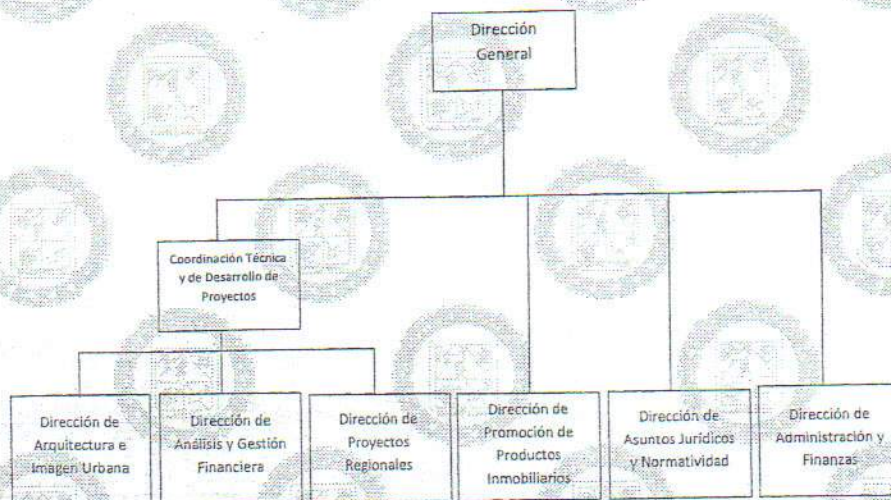 Dirección
General
Coordinación Técnica
y de Desarrollo de
Proyectos
Dirección de
Arquitectura e
Imagen Urbana
Dirección de
Análisis y Gestión
Financiera
Dirección de
Proyectos
Regionales
Dirección de
Promoción de
Productos
Inmobiliarios
Dirección de
Asuntos Jurídicos
y Normatividad
Dirección de
Administración y
Finanzas